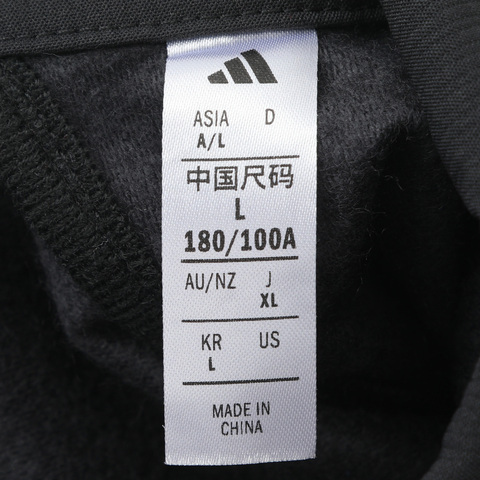 ASIA D
A/L
中国尺码
L
180/100A
AU/NZ J
XL
KR US
L
MADE IN
CHINA